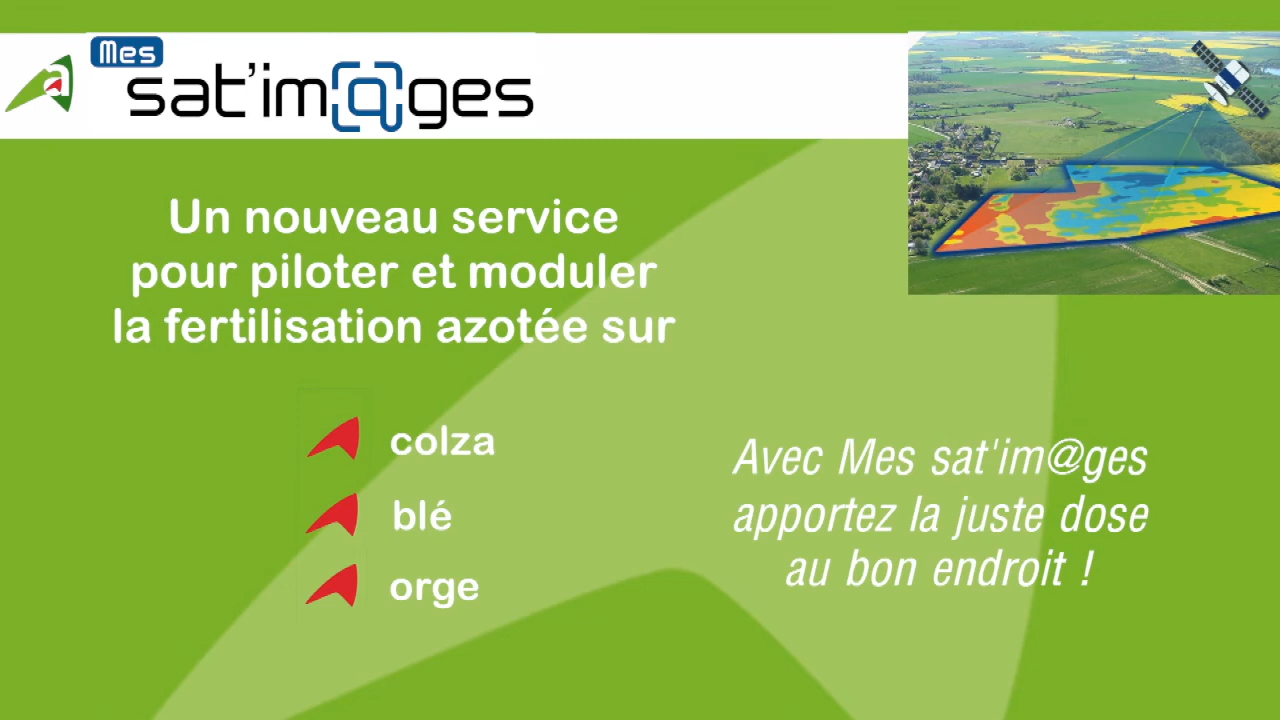 Mes
sat'im@ges
Un nouveau service
pour piloter et moduler
la fertilisation azotée sur
colza
blé
orge
Avec Mes sat'im@ges
apportez la juste dose
au bon endroit !